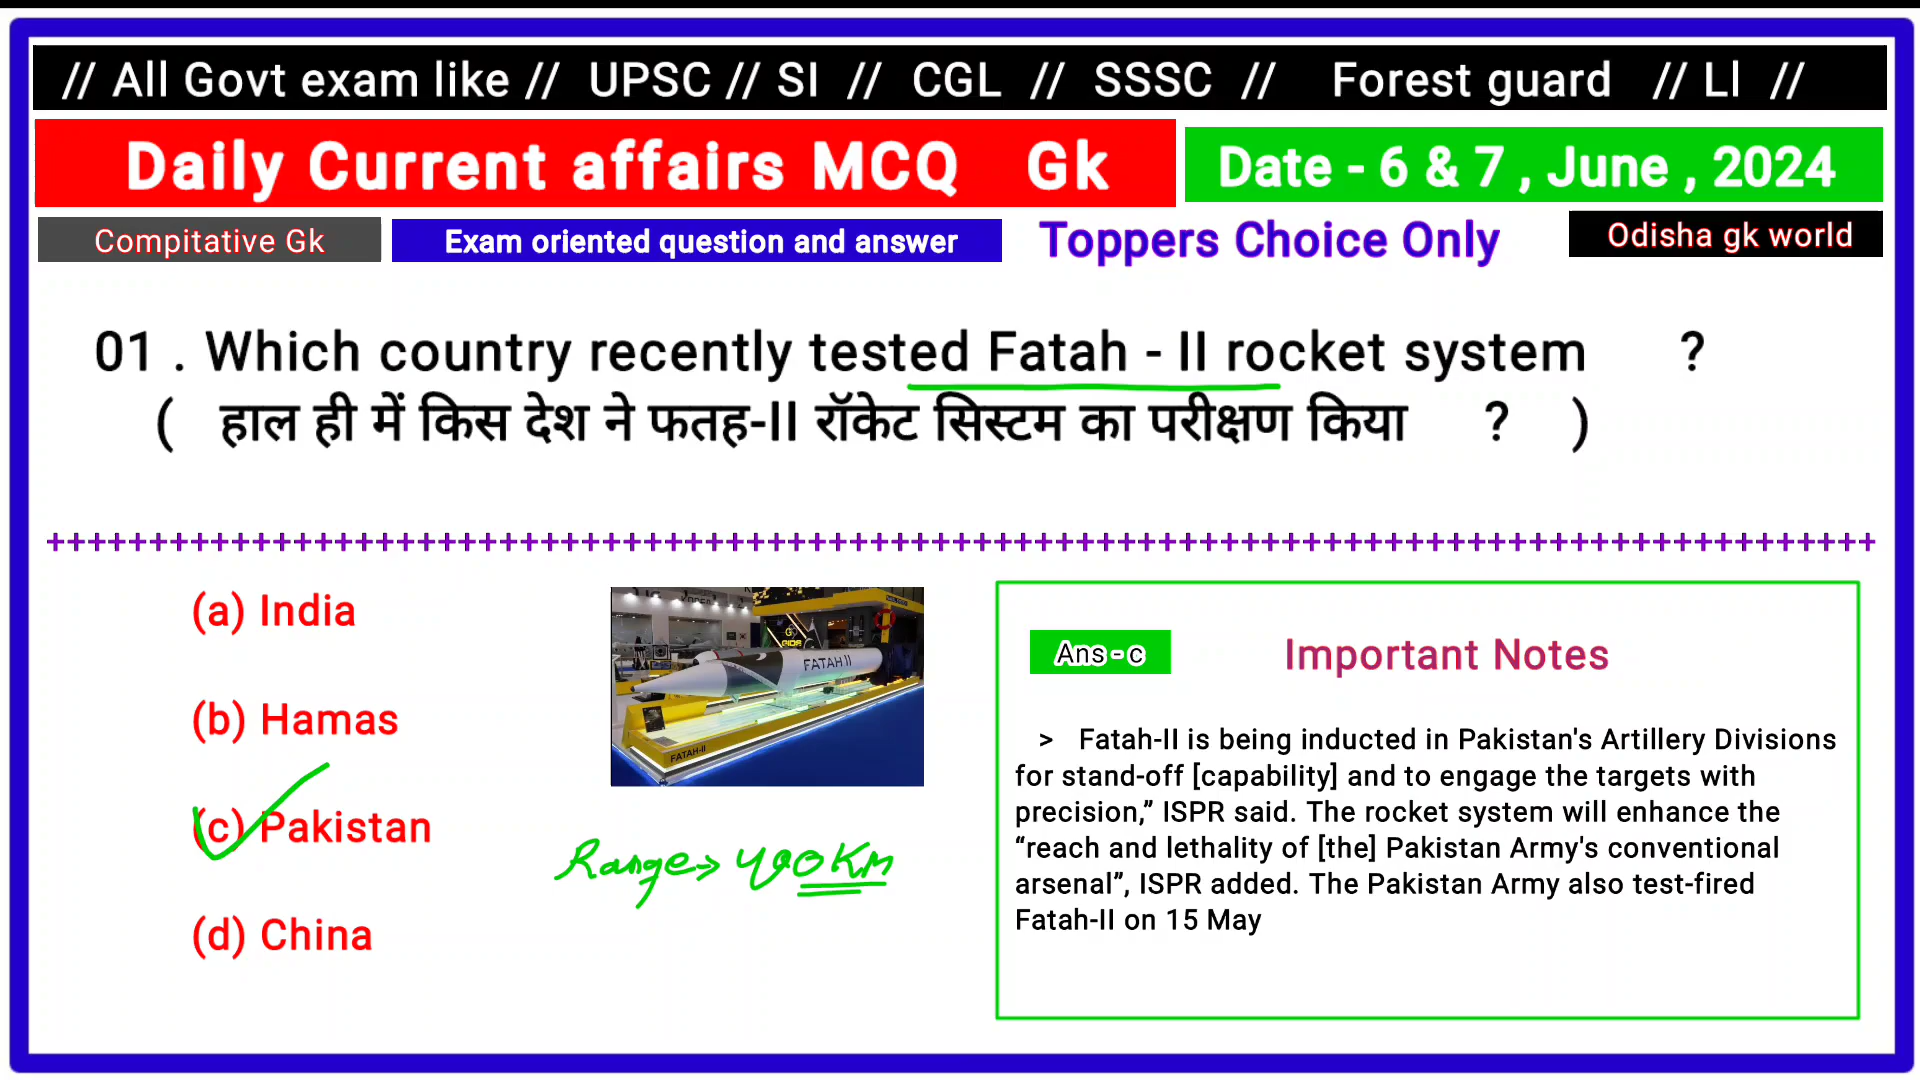 // All Govt exam like // UPSC // SI // CGL // SSSC // Forest guard // Ll //
Daily Current affairs MCQ Gk
Date - 6 & 7 , June , 2024
Compitative Gk
Exam oriented question and answer
Toppers Choice Only
Odisha gk world
01 . Which country recently tested Fatah - II rocket system ?
( हाल ही में किस देश ने फतह-II रॉकेट सिस्टम का परीक्षण किया ? )
++++++++++++++++++++++++++++++++++++++++++++++++++++++++++++++++++++++++++++++++++++++++
(a) India
(b) Hamas
(c) Pakistan
(d) China
FATAH II
FATAH-II
Range → 400 KM
Ans - c
Important Notes
> Fatah-II is being inducted in Pakistan's Artillery Divisions
for stand-off [capability] and to engage the targets with
precision,” ISPR said. The rocket system will enhance the
“reach and lethality of [the] Pakistan Army's conventional
arsenal”, ISPR added. The Pakistan Army also test-fired
Fatah-II on 15 May